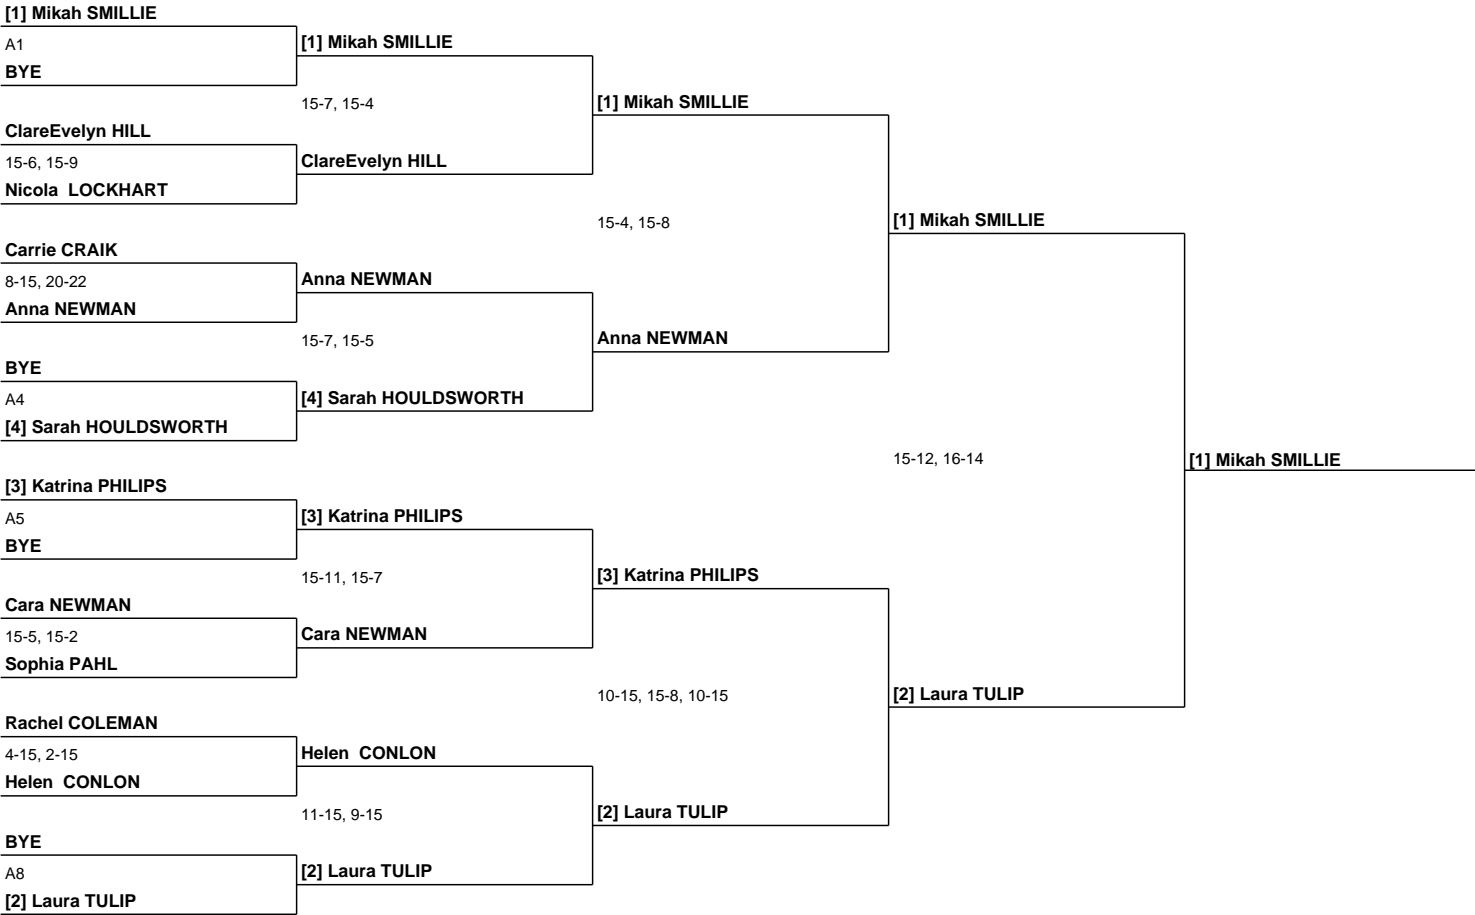 [1] Mikah SMILLIE
A1
BYE
ClareEvelyn HILL
15-6, 15-9
Nicola LOCKHART
Carrie CRAIK
8-15, 20-22
Anna NEWMAN
BYE
A4
[4] Sarah HOULDSWORTH
[3] Katrina PHILIPS
A5
BYE
Cara NEWMAN
15-5, 15-2
Sophia PAHL
Rachel COLEMAN
4-15, 2-15
Helen CONLON
BYE
A8
[2] Laura TULIP
[1] Mikah SMILLIE
15-7, 15-4
ClareEvelyn HILL
Anna NEWMAN
15-7, 15-5
[4] Sarah HOULDSWORTH
[3] Katrina PHILIPS
15-11, 15-7
Cara NEWMAN
Helen CONLON
11-15, 9-15
[2] Laura TULIP
[1] Mikah SMILLIE
15-4, 15-8
Anna NEWMAN
[3] Katrina PHILIPS
10-15, 15-8, 10-15
[2] Laura TULIP
[1] Mikah SMILLIE
15-12, 16-14
[2] Laura TULIP
[1] Mikah SMILLIE